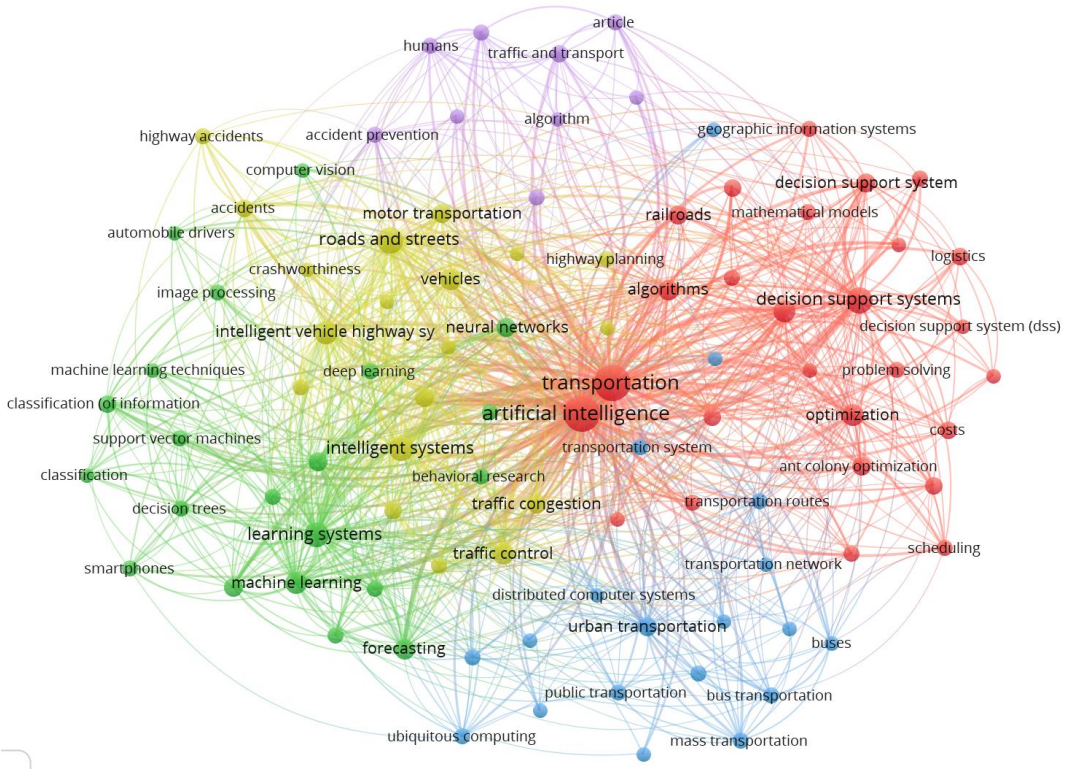 article
humans
traffic and transport
algorithm
geographic information systems
highway accidents
accident prevention
computer vision
decision support system
accidents
motor transportation
railroads
mathematical models
automobile drivers
roads and streets
logistics
crashworthiness
highway planning
vehicles
algorithms
image processing
decision support systems
intelligent vehicle highway sy
neural networks
decision support system (dss)
machine learning techniques
deep learning
problem solving
transportation
classification (of information
artificial intelligence
optimization
costs
support vector machines
intelligent systems
transportation system
ant colony optimization
classification
behavioral research
decision trees
traffic congestion
transportation routes
learning systems
scheduling
traffic control
transportation network
smartphones
machine learning
distributed computer systems
urban transportation
buses
forecasting
public transportation
bus transportation
ubiquitous computing
mass transportation